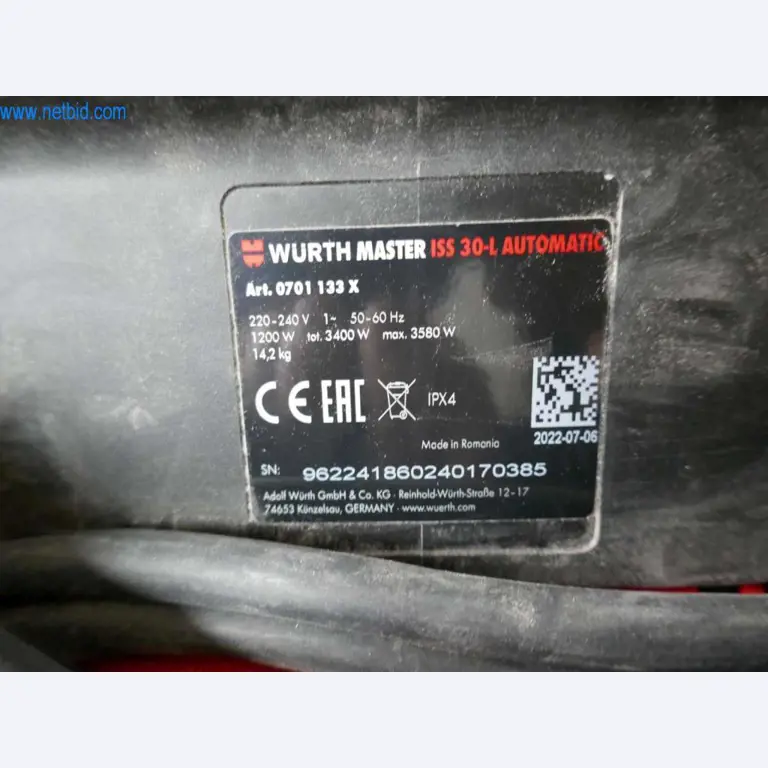 www.netbid.com
WURTH MASTER ISS 30-L AUTOMATIC
Art. 0701 133 X
220-240 V 1~ 50-60 Hz
1200 W tot. 3400 W max. 3580 W
14,2 kg
CE EAC IPX4
2022-07-06
Made in Romania
SN: 962241860240170385
Adolf Würth GmbH & Co. KG · Reinhold-Würth-Straße 12-17
74653 Künzelsau, GERMANY · www.wuerth.com